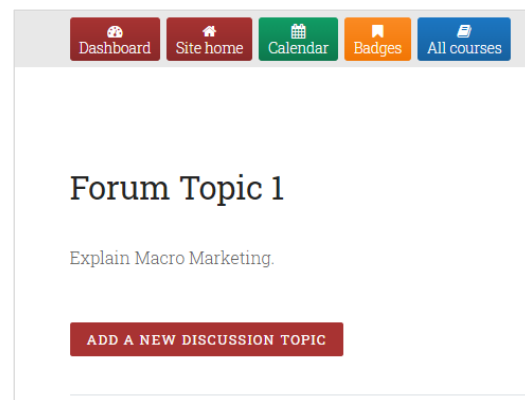 Dashboard Site home Calendar Badges All courses
Forum Topic 1
Explain Macro Marketing.
ADD A NEW DISCUSSION TOPIC